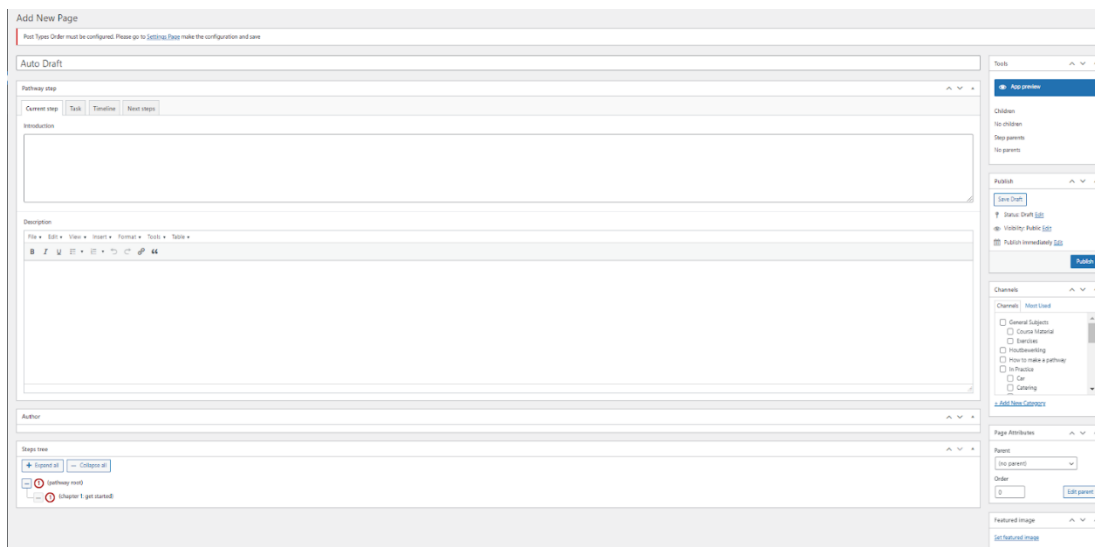 Add New Page
Post Types Order must be configured. Please go to Settings Page make the configuration and save
Auto Draft
Pathway step
Current step Task Timeline Next steps
Introduction
Description
File Edit View Insert Format Tools Table
B I U
Author
Steps tree
+ Expand all — Collapse all
(pathway root)
(chapter 1: get started)
Tools
App preview
Children
No children
Step parents
No parents
Publish
Save Draft
Status: Draft Edit
Visibility: Public Edit
Publish immediately Edit
Publish
Channels
Channels Most Used
General Subjects
Course Material
Exercises
Houtbewerking
How to make a pathway
In Practice
Car
Catering
+ Add New Category
Page Attributes
Parent
(no parent)
Order
0 Edit parent
Featured image
Set featured image